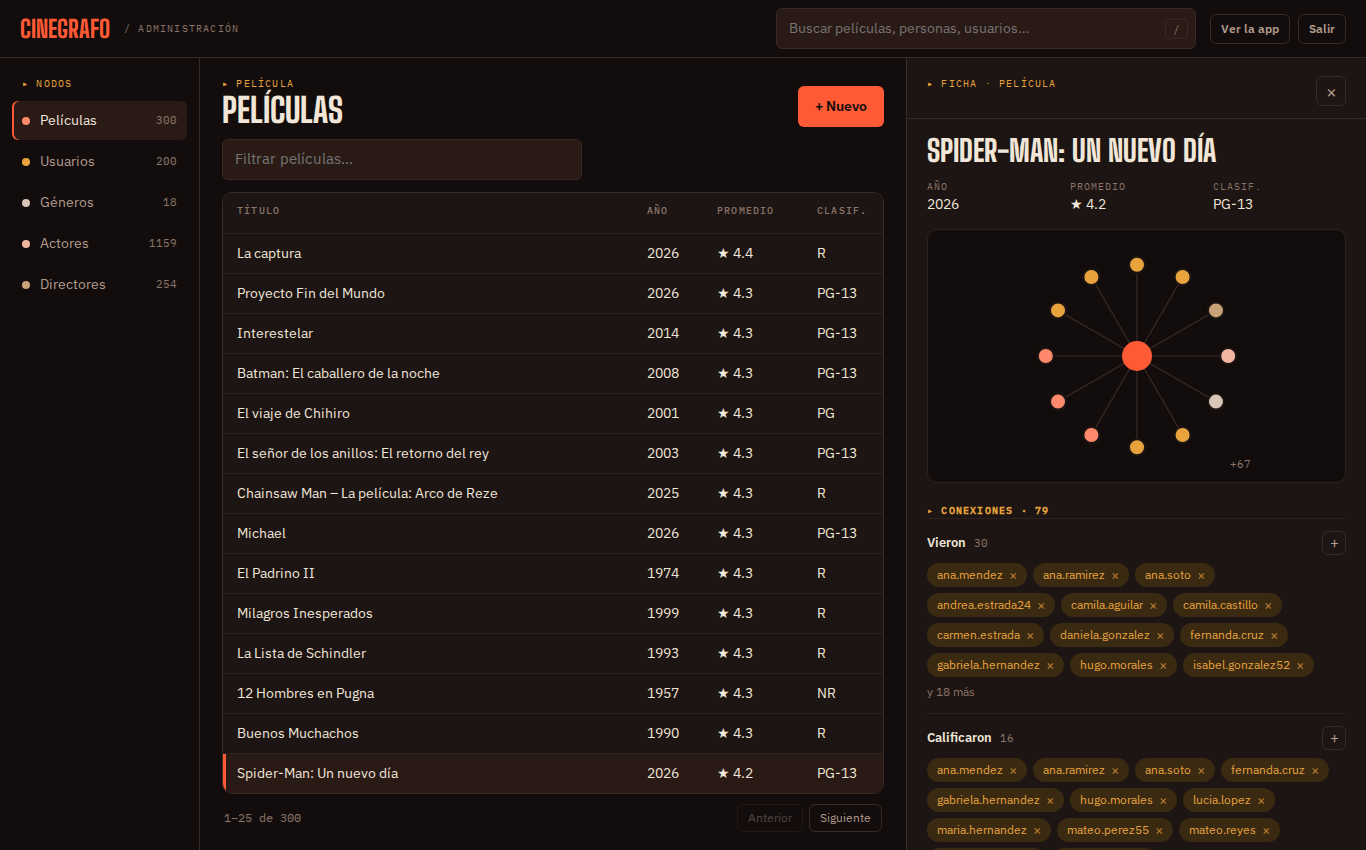 CINEGRAFO / ADMINISTRACIÓN
Buscar películas, personas, usuarios... /
Ver la app
Salir
▸ NODOS
Películas 300
Usuarios 200
Géneros 18
Actores 1159
Directores 254
▸ PELÍCULA
PELÍCULAS
+ Nuevo
Filtrar películas...
TÍTULO AÑO PROMEDIO CLASIF.
La captura 2026 ★ 4.4 R
Proyecto Fin del Mundo 2026 ★ 4.3 PG-13
Interestelar 2014 ★ 4.3 PG-13
Batman: El caballero de la noche 2008 ★ 4.3 PG-13
El viaje de Chihiro 2001 ★ 4.3 PG
El señor de los anillos: El retorno del rey 2003 ★ 4.3 PG-13
Chainsaw Man – La película: Arco de Reze 2025 ★ 4.3 R
Michael 2026 ★ 4.3 PG-13
El Padrino II 1974 ★ 4.3 R
Milagros Inesperados 1999 ★ 4.3 R
La Lista de Schindler 1993 ★ 4.3 R
12 Hombres en Pugna 1957 ★ 4.3 NR
Buenos Muchachos 1990 ★ 4.3 R
Spider-Man: Un nuevo día 2026 ★ 4.2 PG-13
1–25 de 300
Anterior
Siguiente
▸ FICHA · PELÍCULA
×
SPIDER-MAN: UN NUEVO DÍA
AÑO PROMEDIO CLASIF.
2026 ★ 4.2 PG-13
+67
▸ CONEXIONES · 79
Vieron 30 +
ana.mendez × ana.ramirez × ana.soto ×
andrea.estrada24 × camila.aguilar × camila.castillo ×
carmen.estrada × daniela.gonzalez × fernanda.cruz ×
gabriela.hernandez × hugo.morales × isabel.gonzalez52 ×
y 18 más
Calificaron 16 +
ana.mendez × ana.ramirez × ana.soto × fernanda.cruz ×
gabriela.hernandez × hugo.morales × lucia.lopez ×
maria.hernandez × mateo.perez55 × mateo.reyes ×